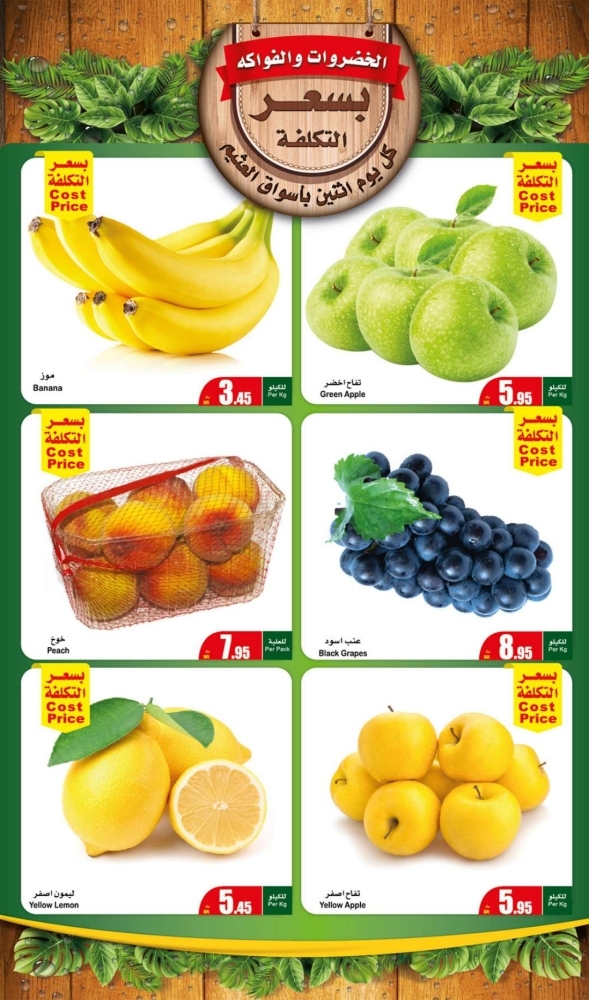 الخضروات والفواكه
بسعر
التكلفة
كل يوم اثنين بأسواق العثيم
بسعر
التكلفة
Cost
Price
موز
Banana
3.45
للكيلو
Per Kg
بسعر
التكلفة
Cost
Price
تفاح اخضر
Green Apple
5.95
للكيلو
Per Kg
بسعر
التكلفة
Cost
Price
خوخ
Peach
7.95
للعلبة
Per Pack
بسعر
التكلفة
Cost
Price
عنب اسود
Black Grapes
8.95
للكيلو
Per Kg
بسعر
التكلفة
Cost
Price
ليمون اصفر
Yellow Lemon
5.45
للكيلو
Per Kg
بسعر
التكلفة
Cost
Price
تفاح اصفر
Yellow Apple
5.95
للكيلو
Per Kg